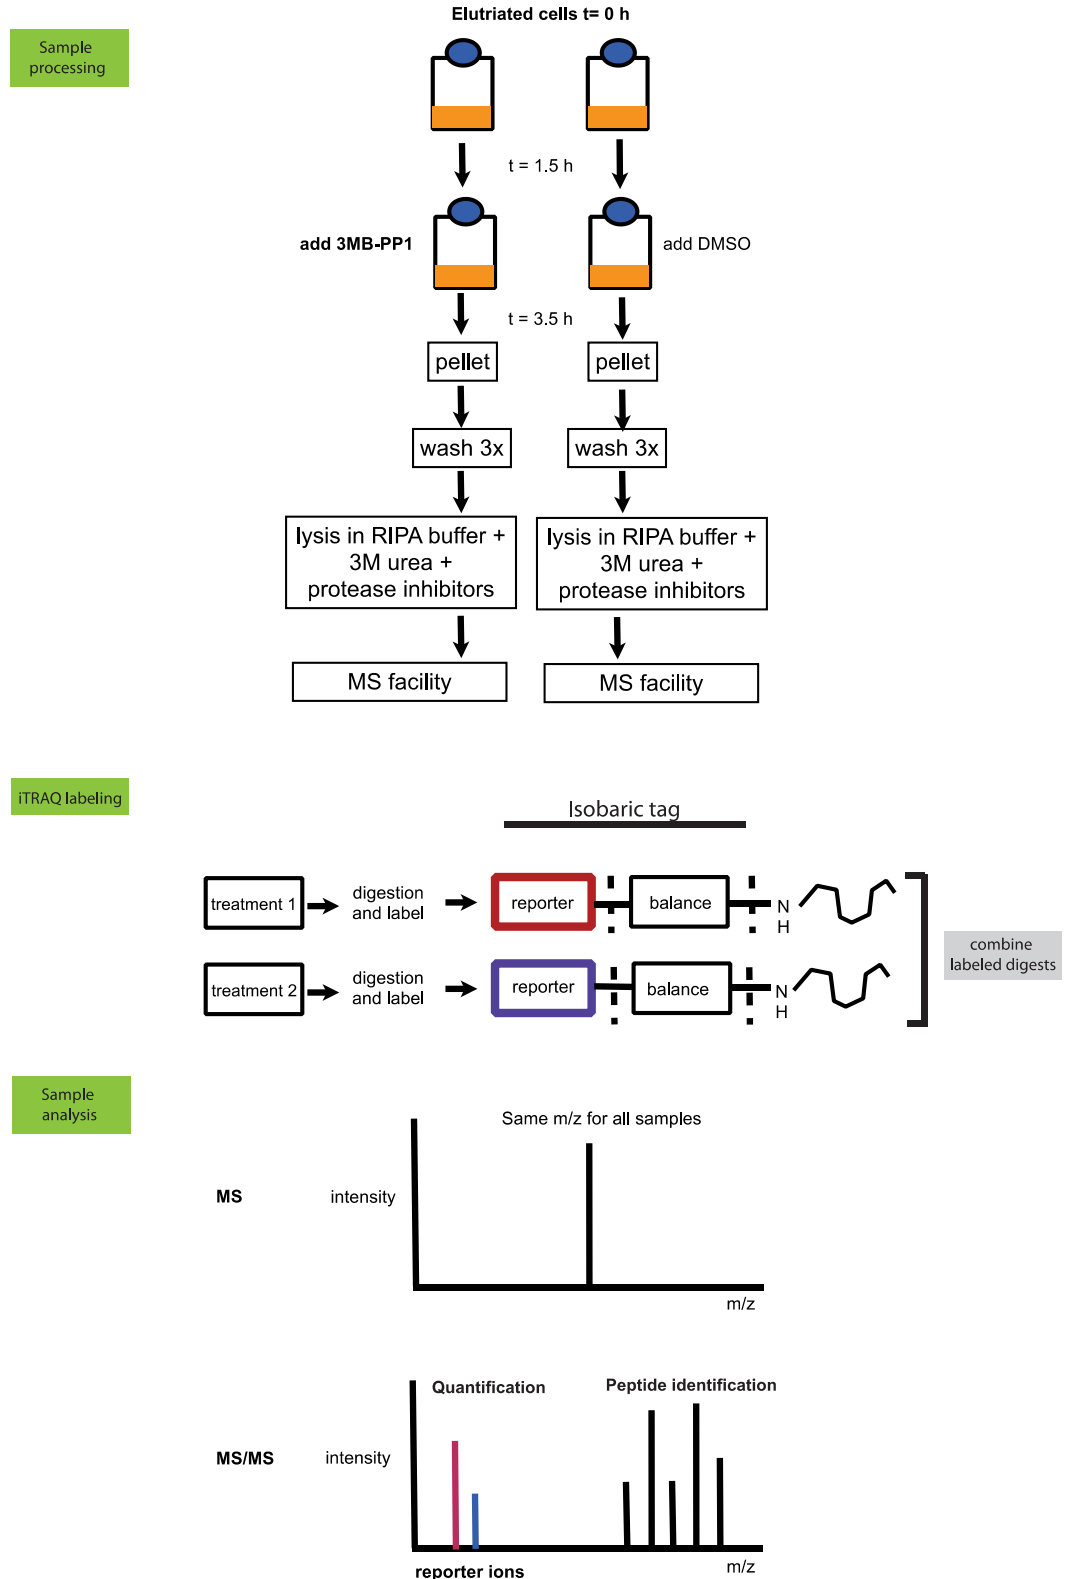 Elutriated cells t= 0 h
Sample
processing
t = 1.5 h
add 3MB-PP1
add DMSO
t = 3.5 h
pellet
pellet
wash 3x
wash 3x
lysis in RIPA buffer +
3M urea +
protease inhibitors
lysis in RIPA buffer +
3M urea +
protease inhibitors
MS facility
MS facility
iTRAQ labeling
Isobaric tag
treatment 1
digestion
and label
reporter
balance
N
H
treatment 2
digestion
and label
reporter
balance
N
H
combine
labeled digests
Sample
analysis
Same m/z for all samples
MS
intensity
m/z
Quantification
Peptide identification
MS/MS
intensity
m/z
reporter ions